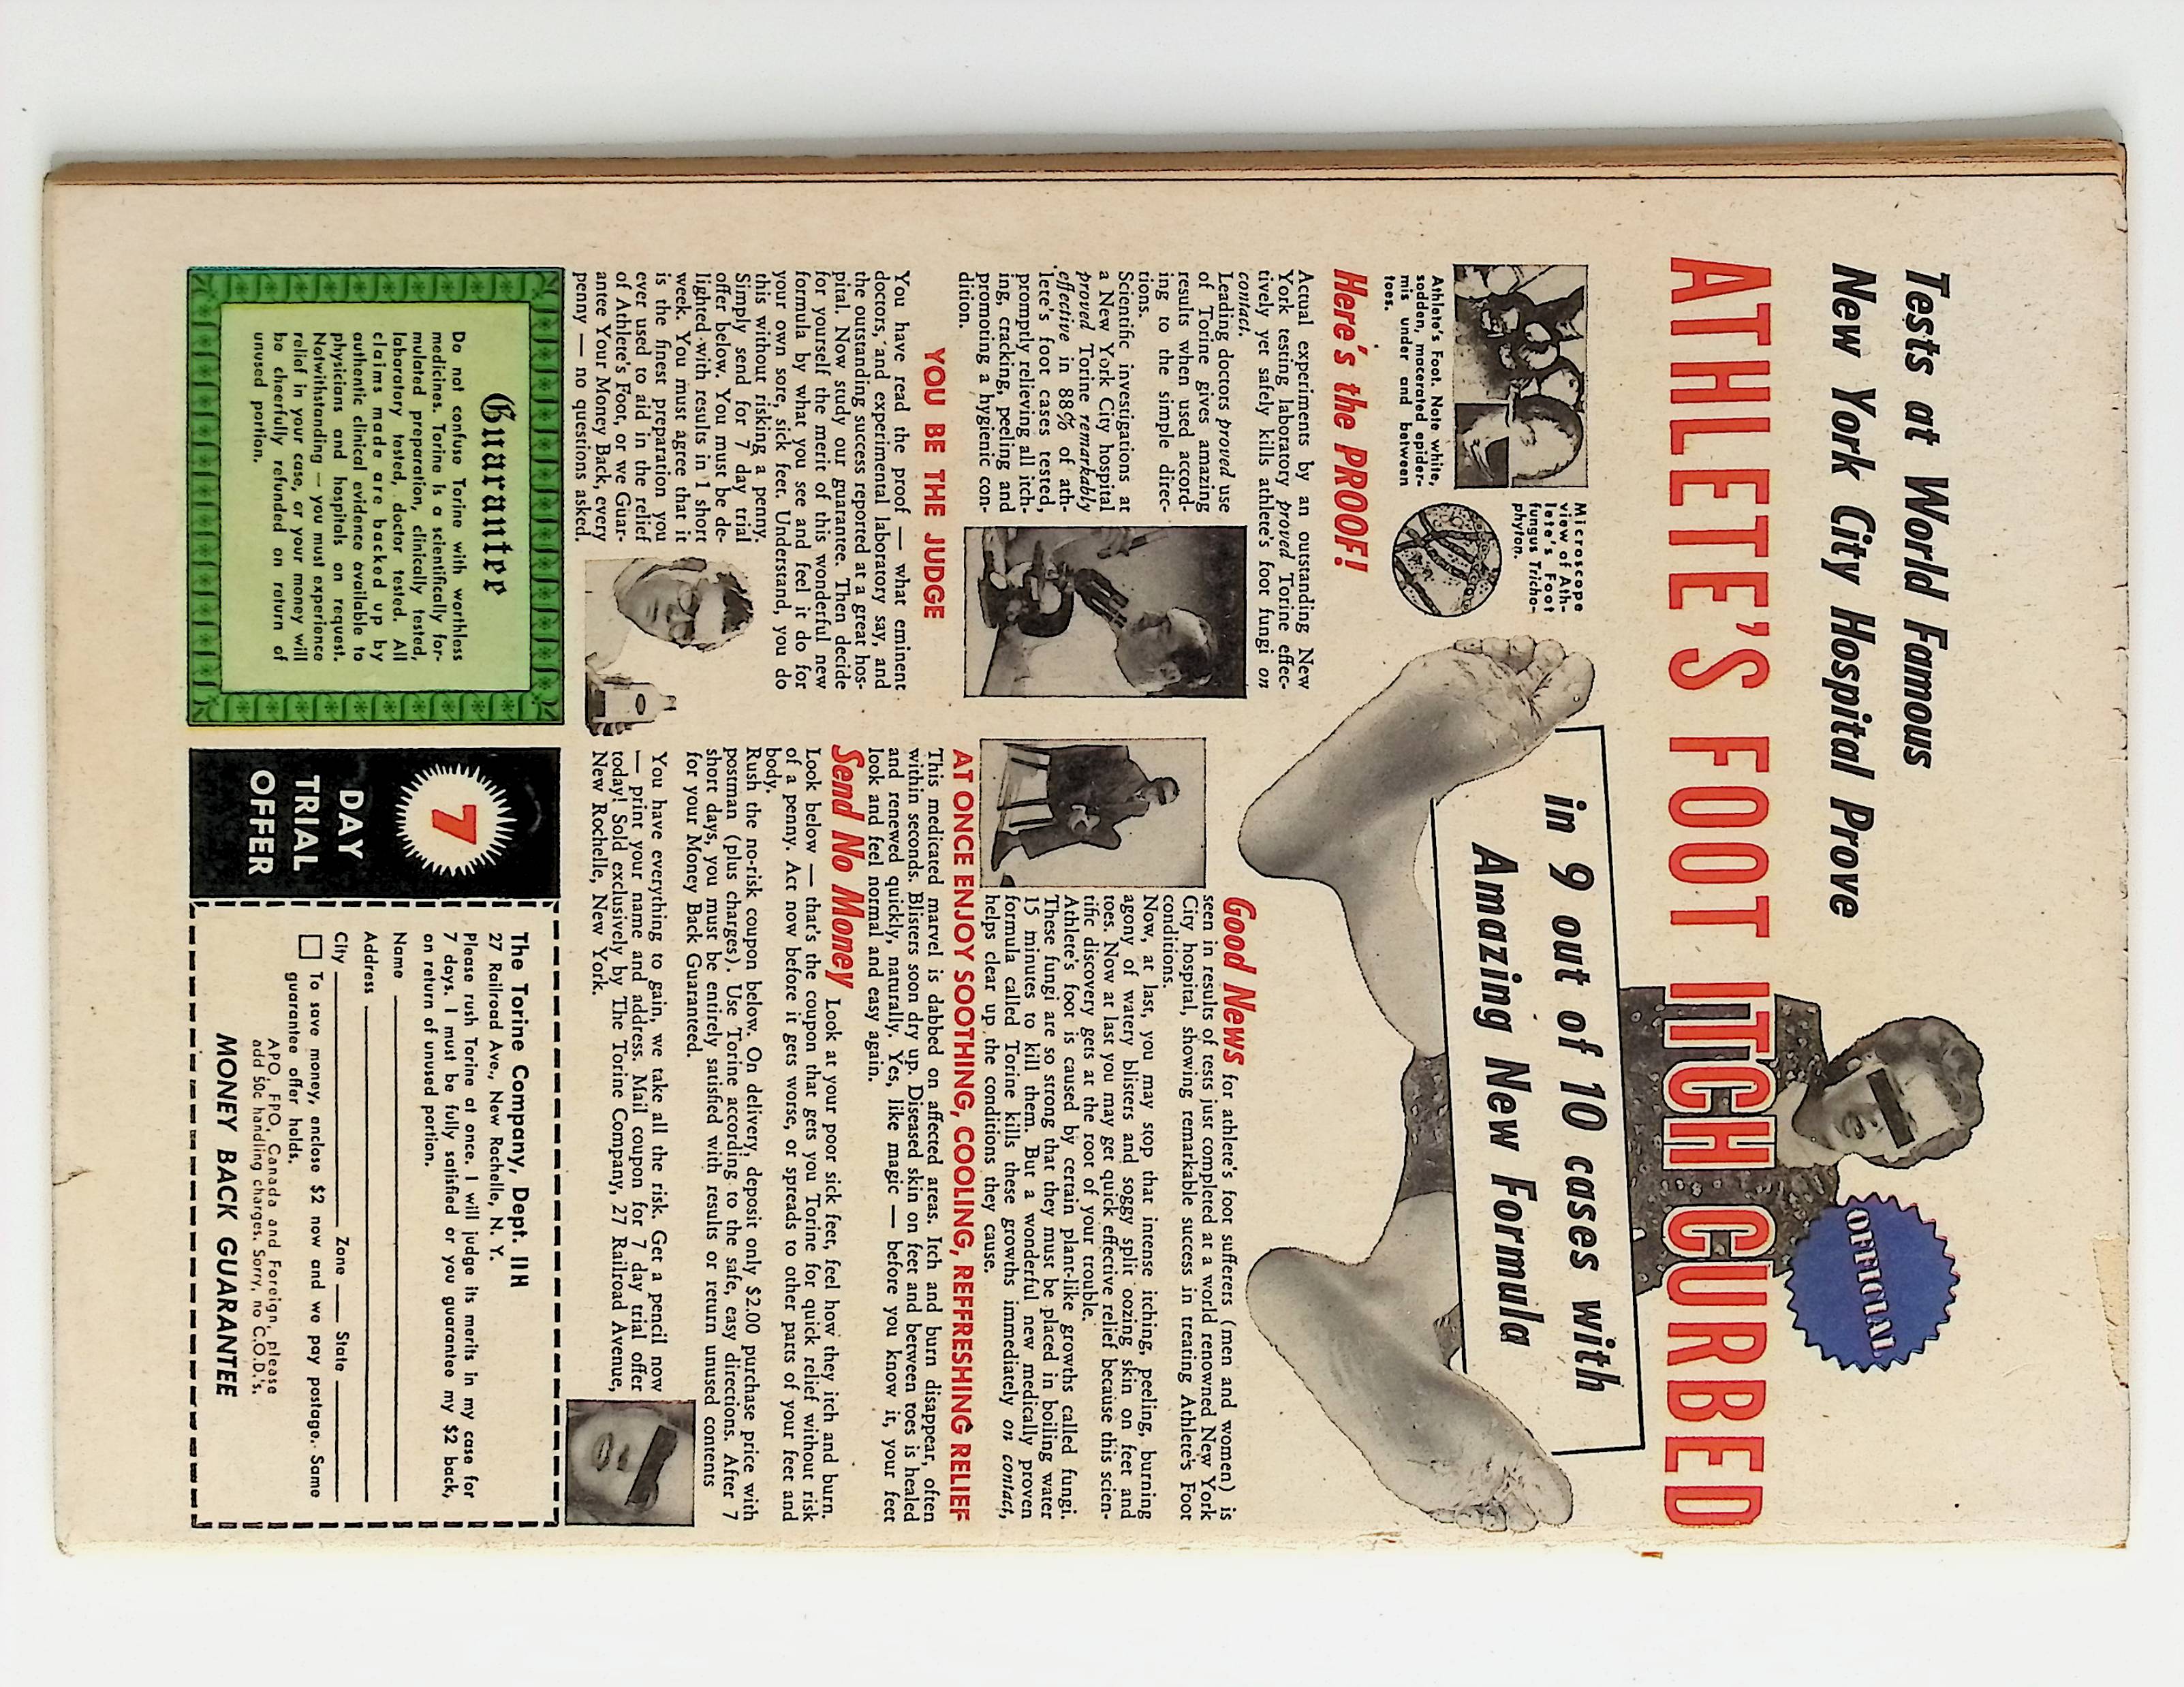 Tests at World Famous
New York City Hospital Prove
OFFICIAL
ATHLETE'S FOOT ITCH CURBED
in 9 out of 10 cases with
Amazing New Formula
Athlete's Foot. Note white,
sodden, macerated epider-
mis under and between
toes.
Microscope
view of Ath-
lete's Foot
fungus Tricho-
phyton.
Here's the PROOF!
Actual experiments by an outstanding New
York testing laboratory proved Torine effec-
tively yet safely kills athlete's foot fungi on
contact.
Leading doctors proved use
of Torine gives amazing
results when used accord-
ing to the simple direc-
tions.
Scientific investigations at
a New York City hospital
proved Torine remarkably
effective in 88% of ath-
lete's foot cases tested,
promptly relieving all itch-
ing, cracking, peeling and
promoting a hygienic con-
dition.
YOU BE THE JUDGE
You have read the proof — what eminent
doctors, and experimental laboratory say, and
the outstanding success reported at a great hos-
pital. Now study our guarantee. Then decide
for yourself the merit of this wonderful new
formula by what you see and feel it do for
your own sore, sick feet. Understand, you do
this without risking a penny.
Simply send for 7 day trial
offer below. You must be de-
lighted with results in 1 short
week. You must agree that it
is the finest preparation you
ever used to aid in the relief
of Athlete's Foot, or we Guar-
antee Your Money Back, every
penny — no questions asked.
Guarantee
Do not confuse Torine with worthless
medicines. Torine is a scientifically for-
mulated preparation, clinically tested,
laboratory tested, doctor tested. All
claims made are backed up by
authentic clinical evidence available to
physicians and hospitals on request.
Notwithstanding — you must experience
relief in your case, or your money will
be cheerfully refunded on return of
unused portion.
Good News for athlete's foot sufferers (men and women) is
seen in results of tests just completed at a world renowned New York
City hospital, showing remarkable success in treating Athlete's Foot
conditions.
Now, at last, you may stop that intense itching, peeling, burning
agony of watery blisters and soggy split oozing skin on feet and
toes. Now at last you may get quick effective relief because this scien-
tific discovery gets at the root of your trouble.
Athlete's foot is caused by certain plant-like growths called fungi.
These fungi are so strong that they must be placed in boiling water
15 minutes to kill them. But a wonderful new medically proven
formula called Torine kills these growths immediately on contact,
helps clear up the conditions they cause.
AT ONCE ENJOY SOOTHING, COOLING, REFRESHING RELIEF
This medicated marvel is dabbed on affected areas. Itch and burn disappear, often
within seconds. Blisters soon dry up. Diseased skin on feet and between toes is healed
and renewed quickly, naturally. Yes, like magic — before you know it, your feet
look and feel normal and easy again.
Send No Money Look at your poor sick feet, feel how they itch and burn.
Look below — that's the coupon that gets you Torine for quick relief without risk
of a penny. Act now before it gets worse, or spreads to other parts of your feet and
body.
Rush the no-risk coupon below. On delivery, deposit only $2.00 purchase price with
postman (plus charges). Use Torine according to the safe, easy directions. After 7
short days, you must be entirely satisfied with results or return unused contents
for your Money Back Guaranteed.
You have everything to gain, we take all the risk. Get a pencil now
— print your name and address. Mail coupon for 7 day trial offer
today! Sold exclusively by The Torine Company, 27 Railroad Avenue,
New Rochelle, New York.
7
DAY
TRIAL
OFFER
The Torine Company, Dept. 11H
27 Railroad Ave., New Rochelle, N. Y.
Please rush Torine at once. I will judge its merits in my case for
7 days. I must be fully satisfied or you guarantee my $2 back,
on return of unused portion.
Name
Address
City Zone State
To save money, enclose $2 now and we pay postage. Same
guarantee offer holds.
APO, FPO, Canada and Foreign, please
add 50c handling charges. Sorry, no C.O.D.'s.
MONEY BACK GUARANTEE